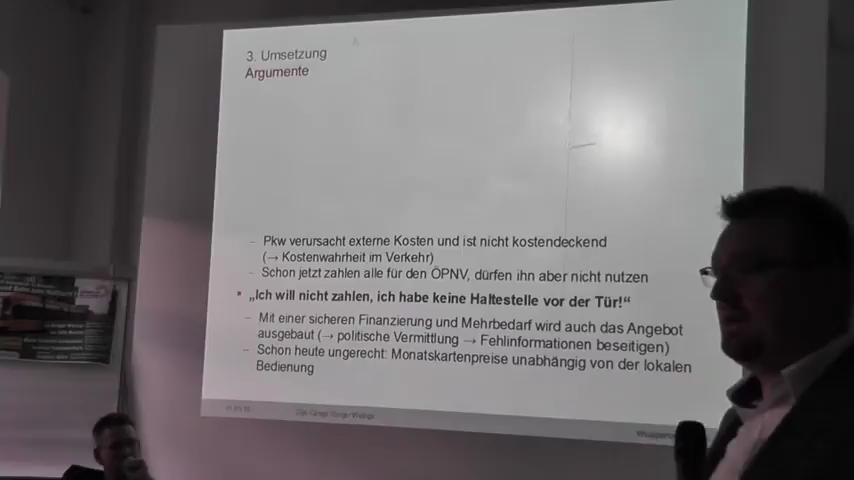 3. Umsetzung
Argumente
– Pkw verursacht externe Kosten und ist nicht kostendeckend
(→ Kostenwahrheit im Verkehr)
– Schon jetzt zahlen alle für den ÖPNV, dürfen ihn aber nicht nutzen
▪ „Ich will nicht zahlen, ich habe keine Haltestelle vor der Tür!“
– Mit einer sicheren Finanzierung und Mehrbedarf wird auch das Angebot
ausgebaut (→ politische Vermittlung → Fehlinformationen beseitigen)
– Schon heute ungerecht: Monatskartenpreise unabhängig von der lokalen
Bedienung